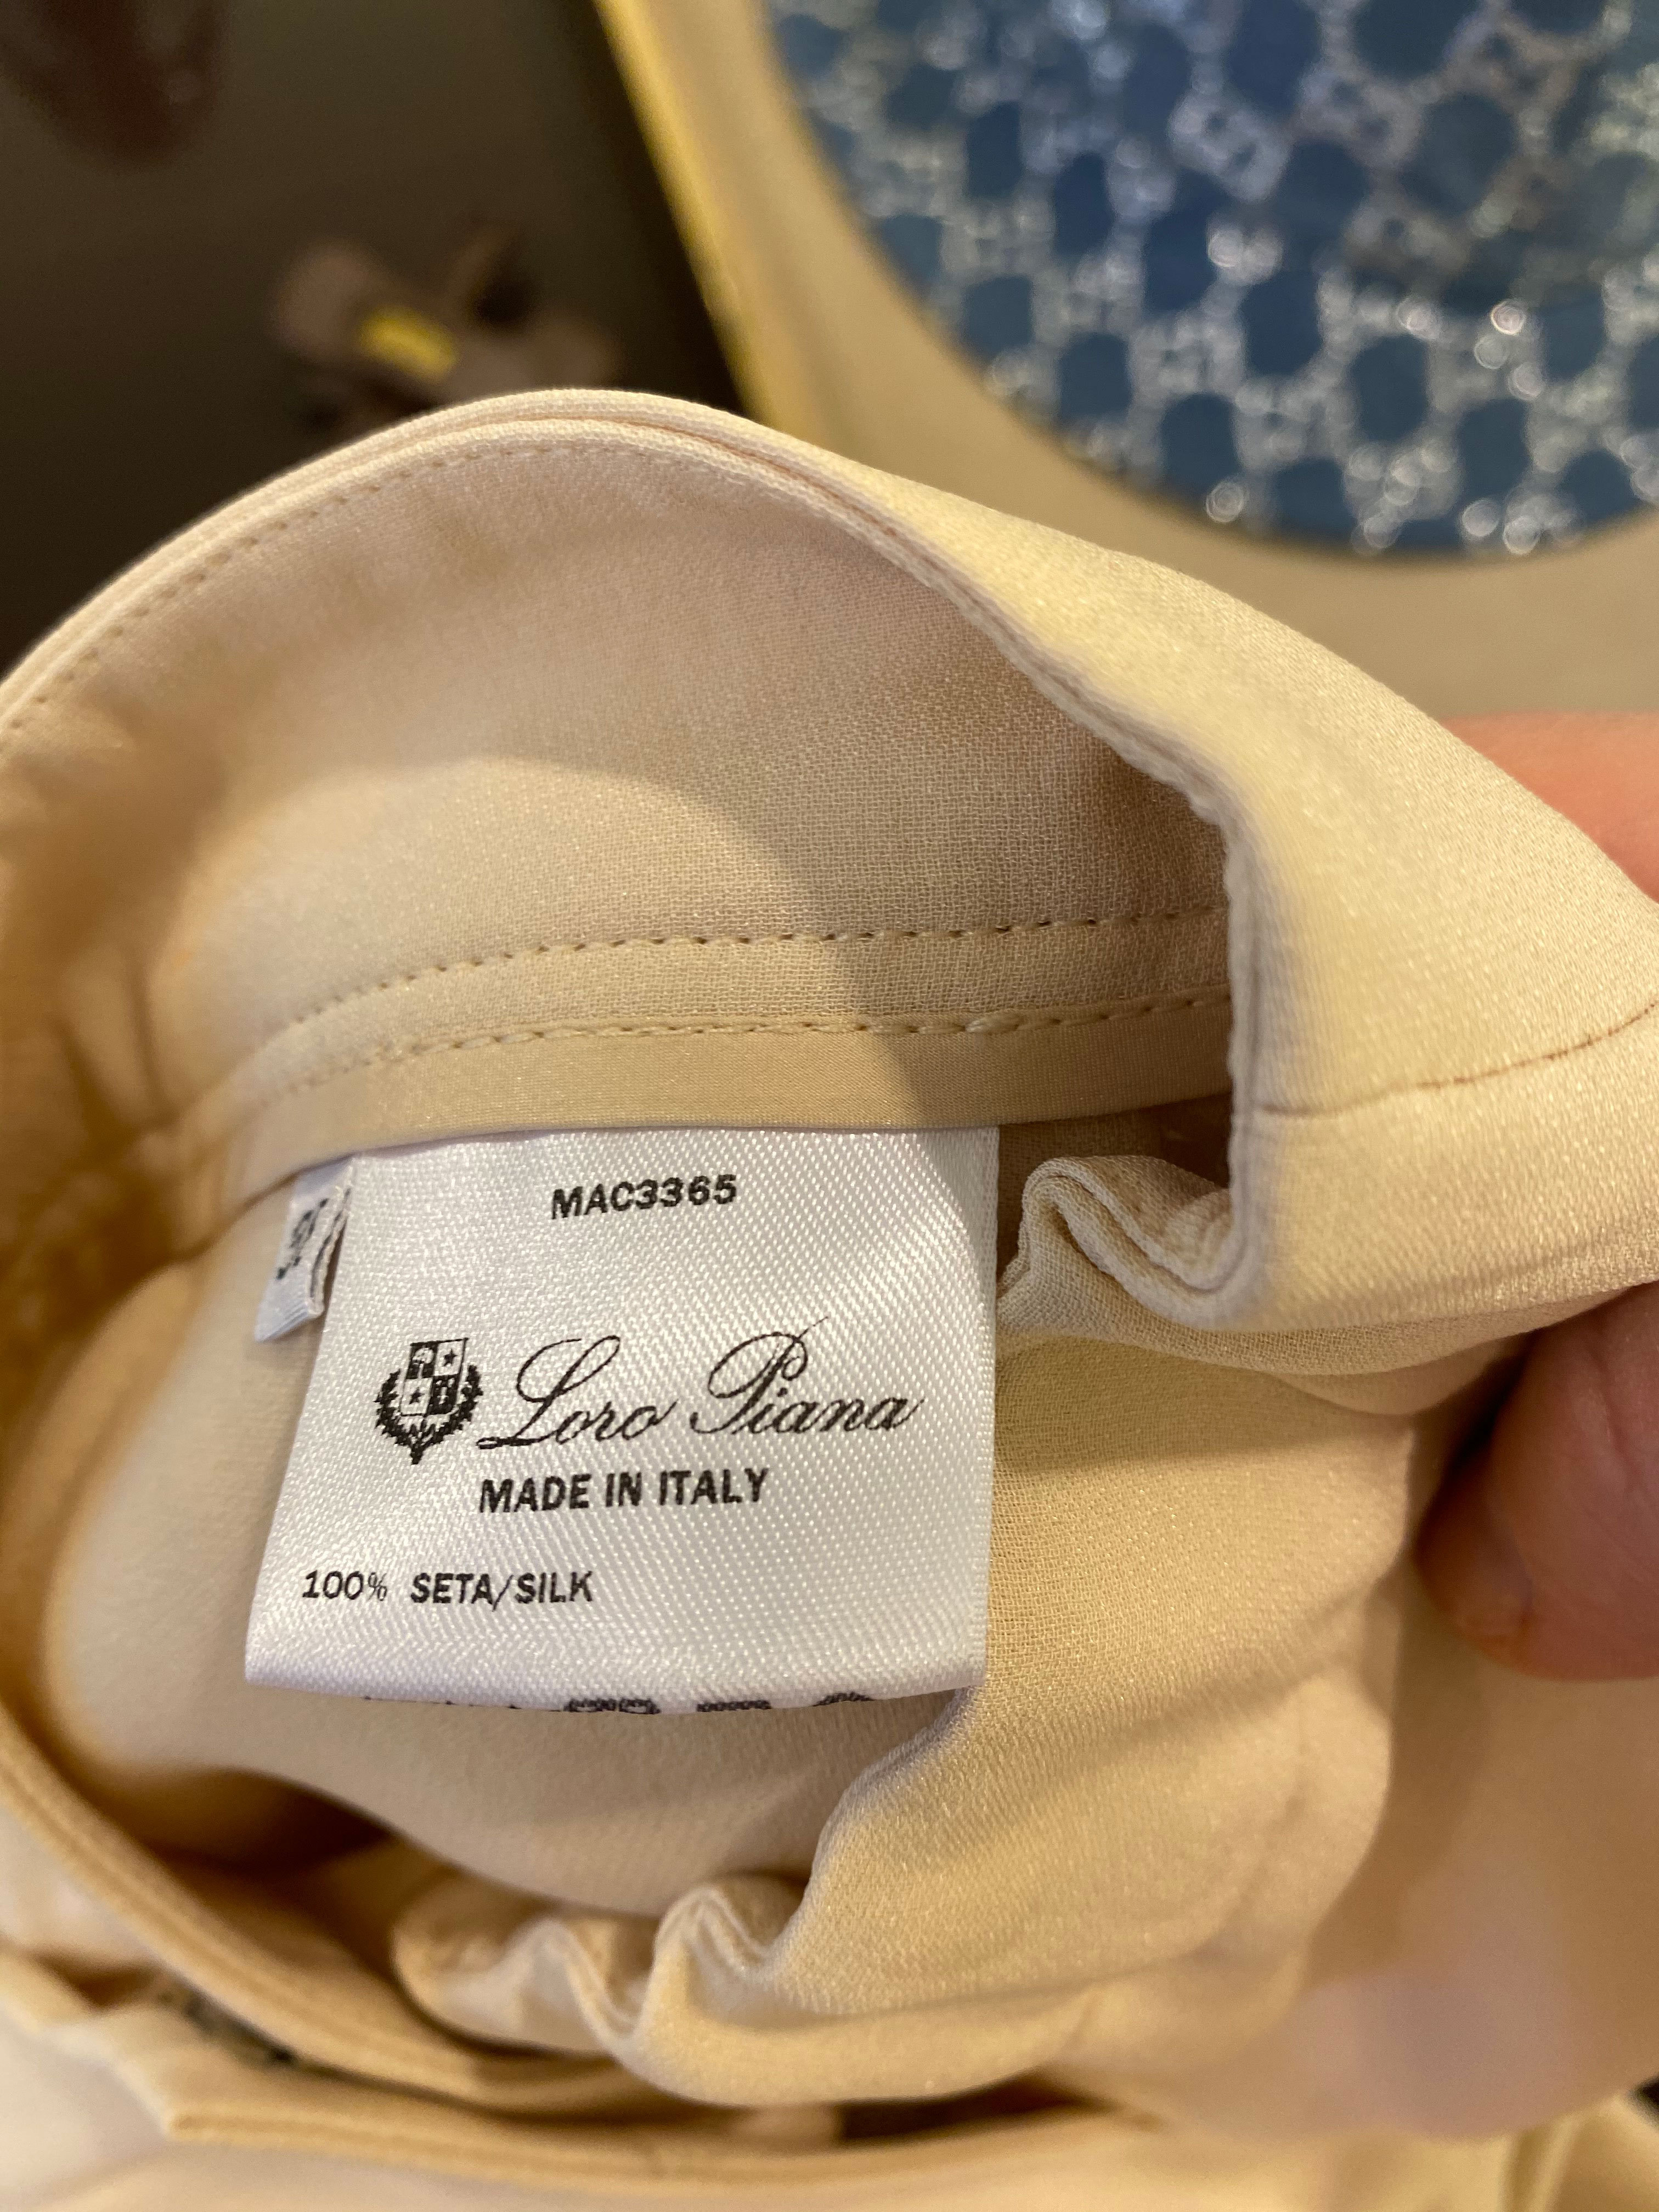 MAC3365
Loro Piana
MADE IN ITALY
100% SETA/SILK